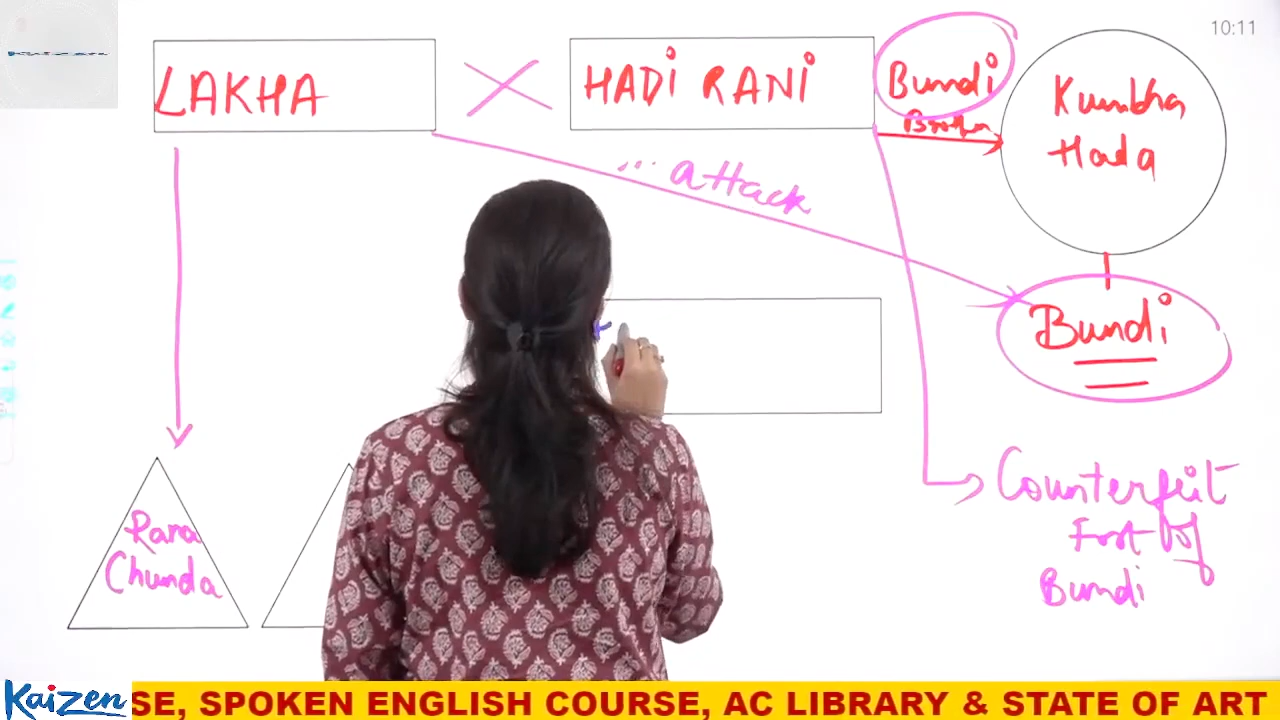 10:11
LAKHA
HADI RANI
Bundi
Kumbha
Hada
attack
Bundi
Rana
Chunda
Counterfeit
Fort of
Bundi
Kaizen
SE, SPOKEN ENGLISH COURSE, AC LIBRARY & STATE OF ART